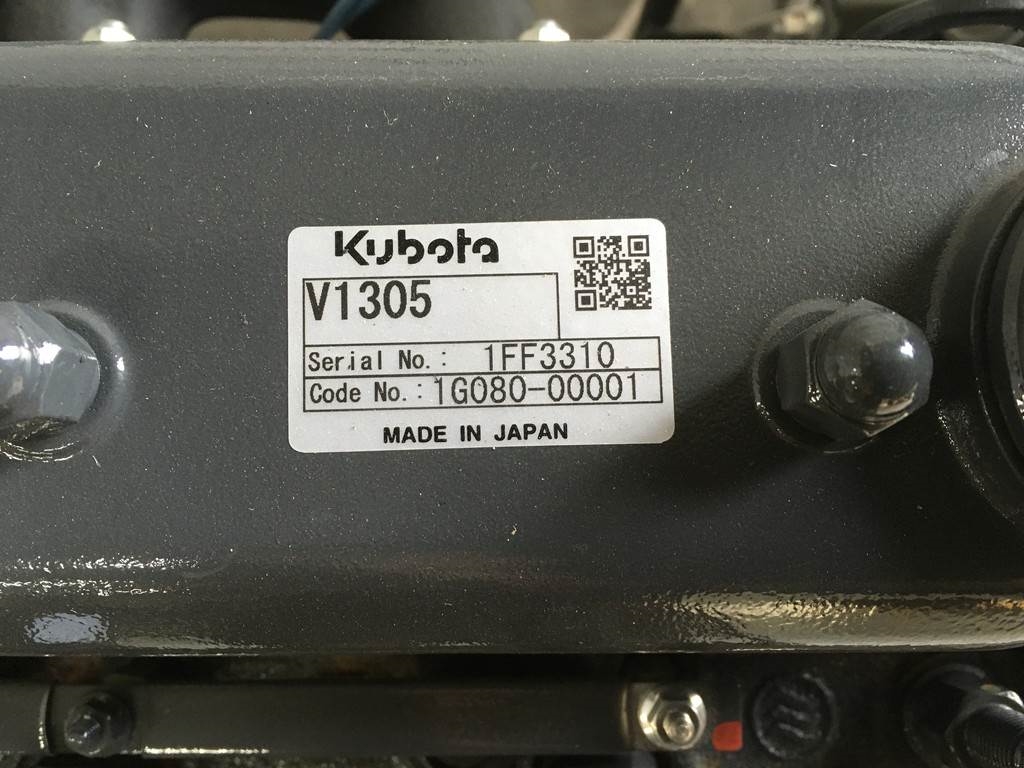 Kubota
V1305
Serial No.: 1FF3310
Code No.: 1G080-00001
MADE IN JAPAN